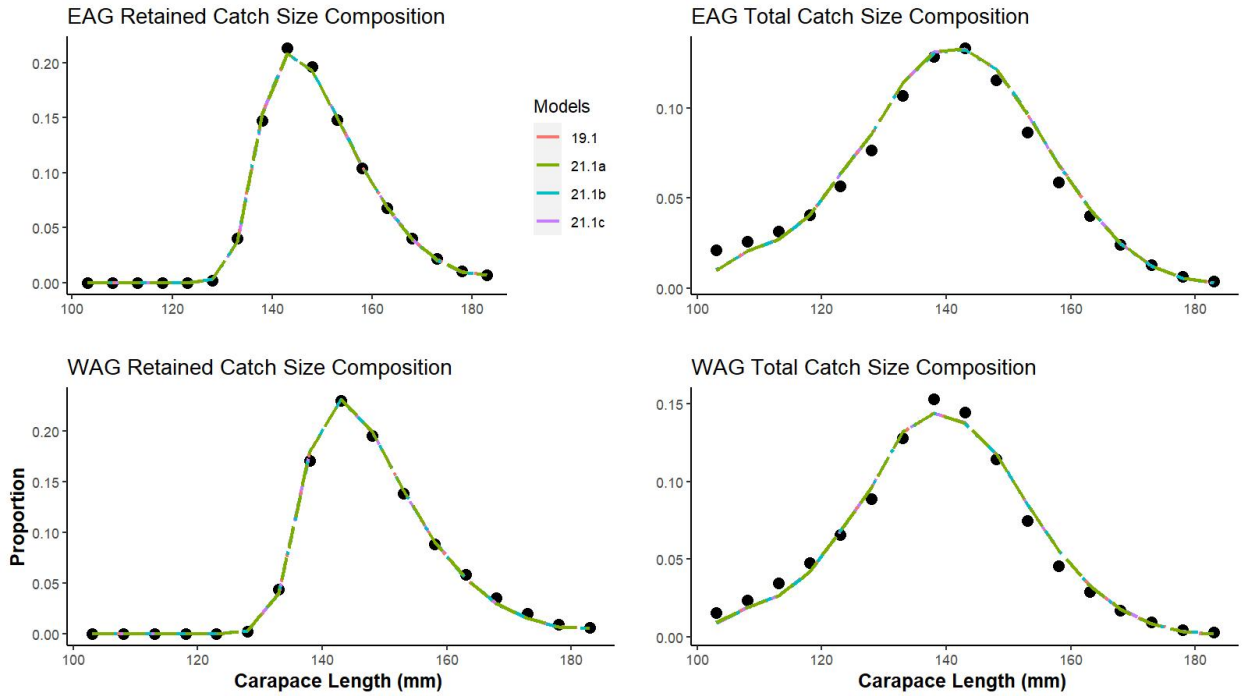 EAG Retained Catch Size Composition
0.20
0.15
0.10
0.05
0.00
100 120 140 160 180
Models
19.1
21.1a
21.1b
21.1c
EAG Total Catch Size Composition
0.10
0.05
0.00
100 120 140 160 180
WAG Retained Catch Size Composition
0.20
0.15
0.10
0.05
0.00
100 120 140 160 180
Proportion
Carapace Length (mm)
WAG Total Catch Size Composition
0.15
0.10
0.05
0.00
100 120 140 160 180
Carapace Length (mm)